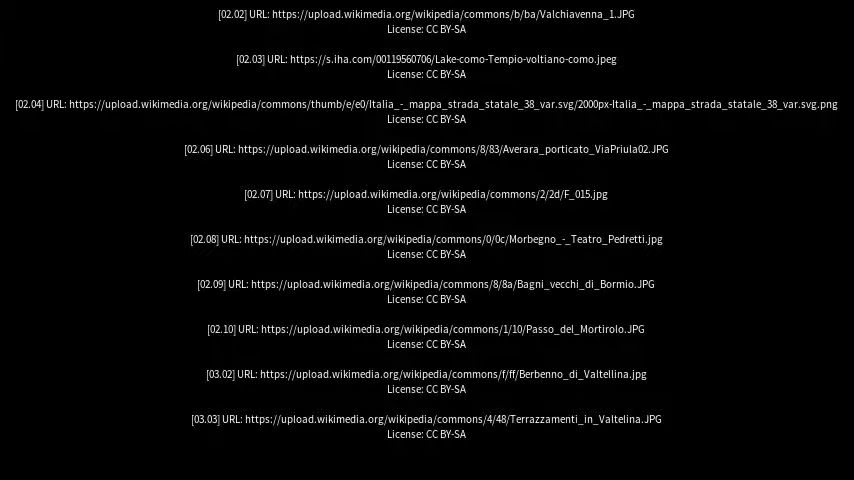 [02.02] URL: https://upload.wikimedia.org/wikipedia/commons/b/ba/Valchiavenna_1.JPG
License: CC BY-SA
[02.03] URL: https://s.iha.com/00119560706/Lake-como-Tempio-voltiano-como.jpeg
License: CC BY-SA
[02.04] URL: https://upload.wikimedia.org/wikipedia/commons/thumb/e/e0/Italia_-_mappa_strada_statale_38_var.svg/2000px-Italia_-_mappa_strada_statale_38_var.svg.png
License: CC BY-SA
[02.06] URL: https://upload.wikimedia.org/wikipedia/commons/8/83/Averara_porticato_ViaPriula02.JPG
License: CC BY-SA
[02.07] URL: https://upload.wikimedia.org/wikipedia/commons/2/2d/F_015.jpg
License: CC BY-SA
[02.08] URL: https://upload.wikimedia.org/wikipedia/commons/0/0c/Morbegno_-_Teatro_Pedretti.jpg
License: CC BY-SA
[02.09] URL: https://upload.wikimedia.org/wikipedia/commons/8/8a/Bagni_vecchi_di_Bormio.JPG
License: CC BY-SA
[02.10] URL: https://upload.wikimedia.org/wikipedia/commons/1/10/Passo_del_Mortirolo.JPG
License: CC BY-SA
[03.02] URL: https://upload.wikimedia.org/wikipedia/commons/f/ff/Berbenno_di_Valtellina.jpg
License: CC BY-SA
[03.03] URL: https://upload.wikimedia.org/wikipedia/commons/4/48/Terrazzamenti_in_Valtelina.JPG
License: CC BY-SA